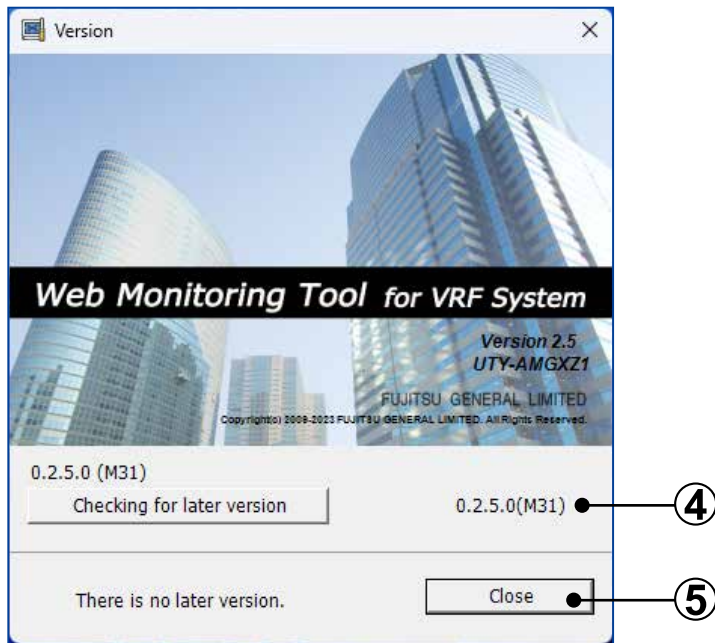 Version
Web Monitoring Tool for VRF System
Version 2.5
UTY-AMGXZ1
FUJITSU GENERAL LIMITED
Copyright(c) 2009-2023 FUJITSU GENERAL LIMITED. All Rights Reserved.
0.2.5.0 (M31)
Checking for later version
0.2.5.0(M31)
4
There is no later version.
Close
5